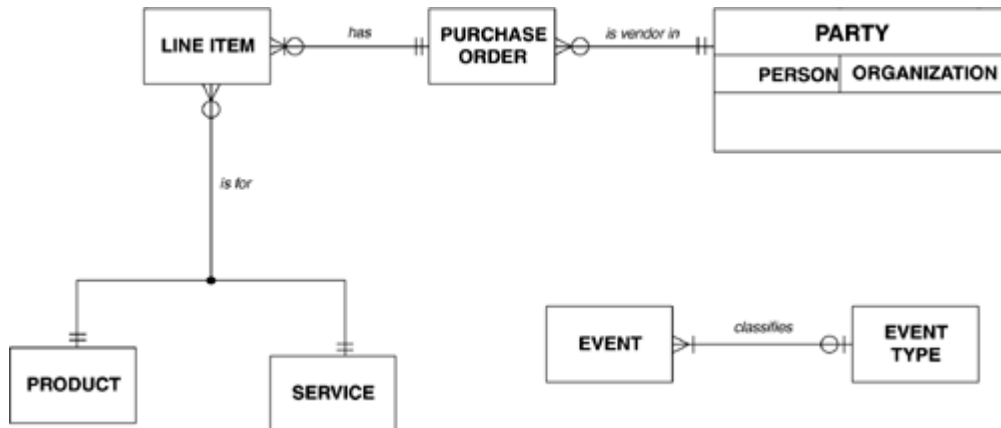 LINE ITEM
has
PURCHASE
ORDER
is vendor in
PARTY
PERSON
ORGANIZATION
is for
PRODUCT
SERVICE
EVENT
classifies
EVENT
TYPE